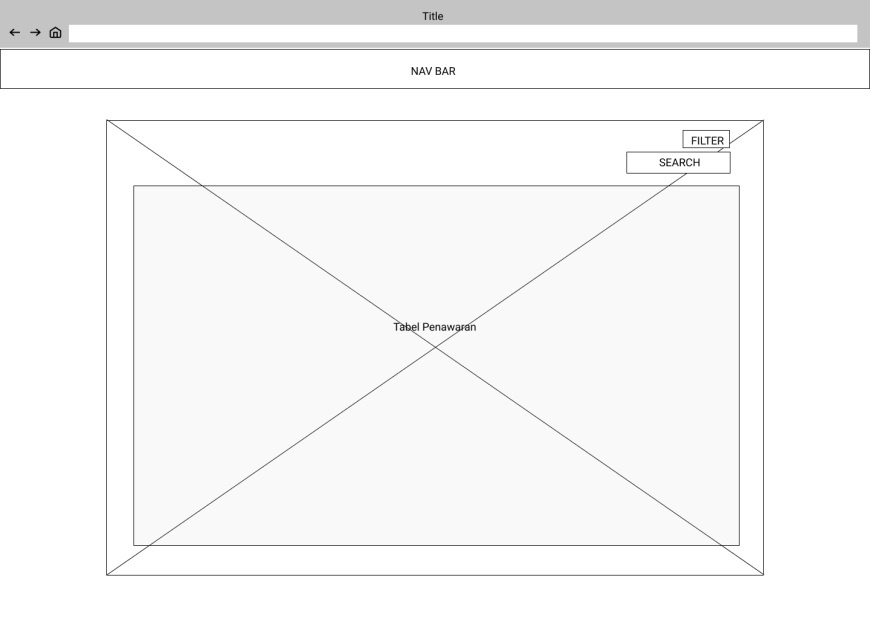 Title
NAV BAR
FILTER
SEARCH
Tabel Penawaran